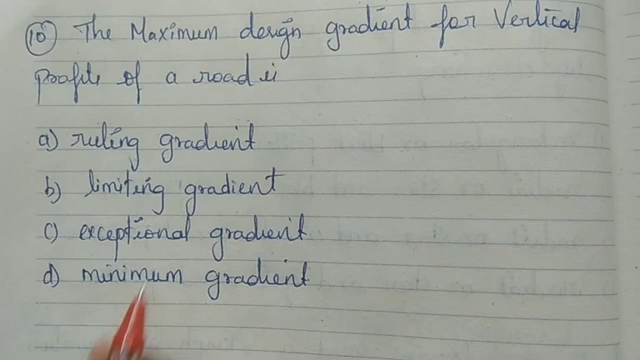 10) The Maximum design gradient for Vertical
profile of a road is
a) ruling gradient
b) limiting gradient
c) exceptional gradient
d) minimum gradient